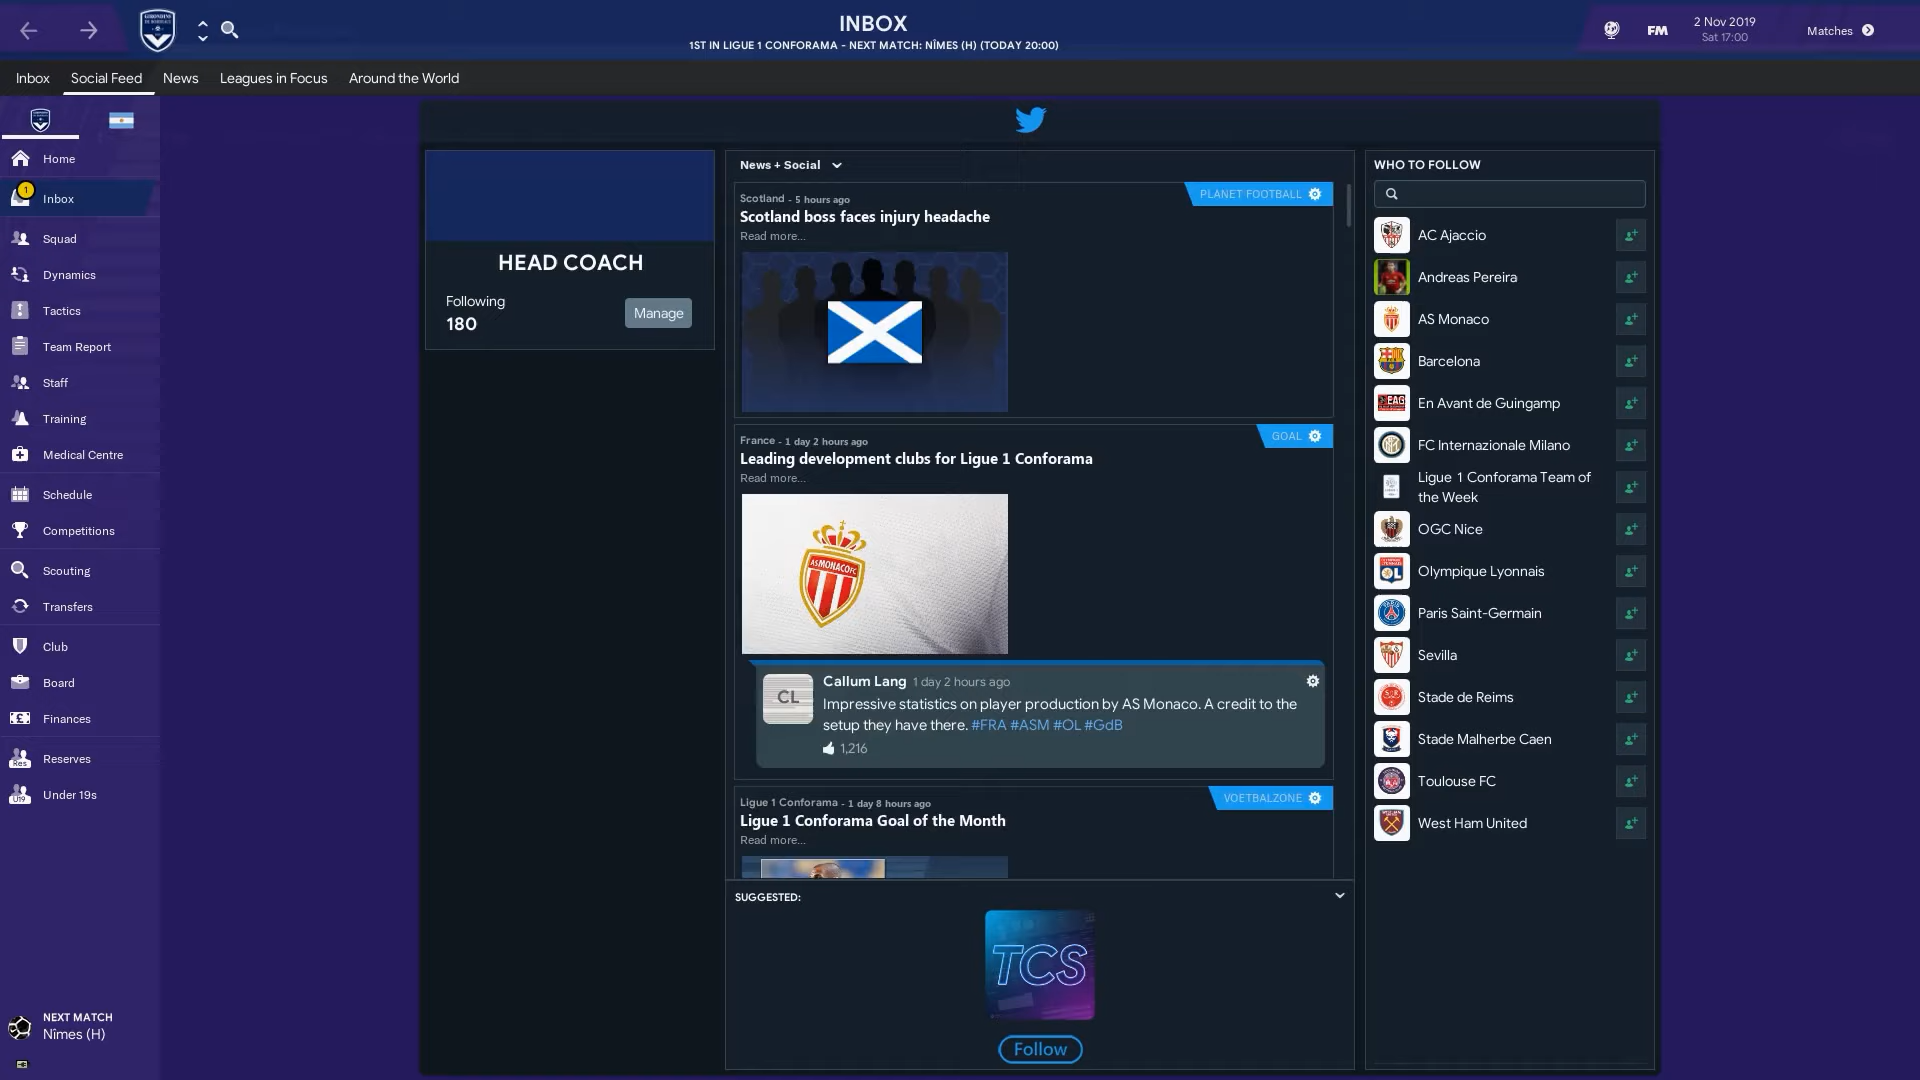 INBOX
1ST IN LIGUE 1 CONFORAMA - NEXT MATCH: NÎMES (H) (TODAY 20:00)
FM
2 Nov 2019
Sat 17:00
Matches
Inbox
Social Feed
News
Leagues in Focus
Around the World
Home
1
Inbox
Squad
Dynamics
Tactics
Team Report
Staff
Training
Medical Centre
Schedule
Competitions
Scouting
Transfers
Club
Board
Finances
Res
Reserves
U19
Under 19s
NEXT MATCH
Nîmes (H)
HEAD COACH
Following
180
Manage
News + Social
Scotland - 5 hours ago
PLANET FOOTBALL
Scotland boss faces injury headache
Read more...
France - 1 day 2 hours ago
GOAL
Leading development clubs for Ligue 1 Conforama
Read more...
AS MONACO FC
CL
Callum Lang 1 day 2 hours ago
Impressive statistics on player production by AS Monaco. A credit to the
setup they have there. #FRA #ASM #OL #GdB
1,216
Ligue 1 Conforama - 1 day 8 hours ago
VOETBALZONE
Ligue 1 Conforama Goal of the Month
Read more...
SUGGESTED:
TCS
Follow
WHO TO FOLLOW
AC Ajaccio
Andreas Pereira
AS Monaco
Barcelona
EAG
En Avant de Guingamp
FC Internazionale Milano
Ligue 1 Conforama Team of
the Week
OGC Nice
OL
Olympique Lyonnais
Paris Saint-Germain
Sevilla
Stade de Reims
Stade Malherbe Caen
Toulouse FC
West Ham United